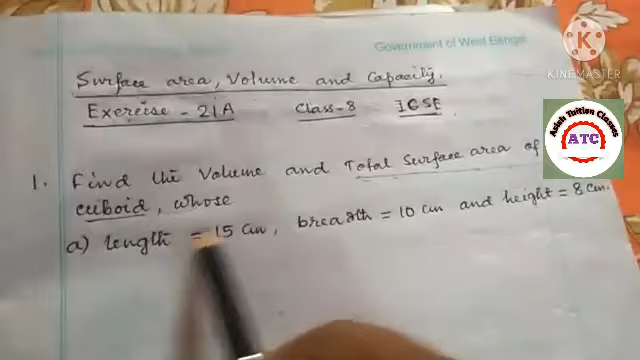 Government of West Bengal
KINEMASTER
Surface area, Volume and Capacity.
Exercise - 21A Class-8 ICSE
Asish Tuition Classes
ATC
1. Find the Volume and Total Surface area of
cuboid, whose
a) length = 15 cm, breadth = 10 cm and height = 8 cm.